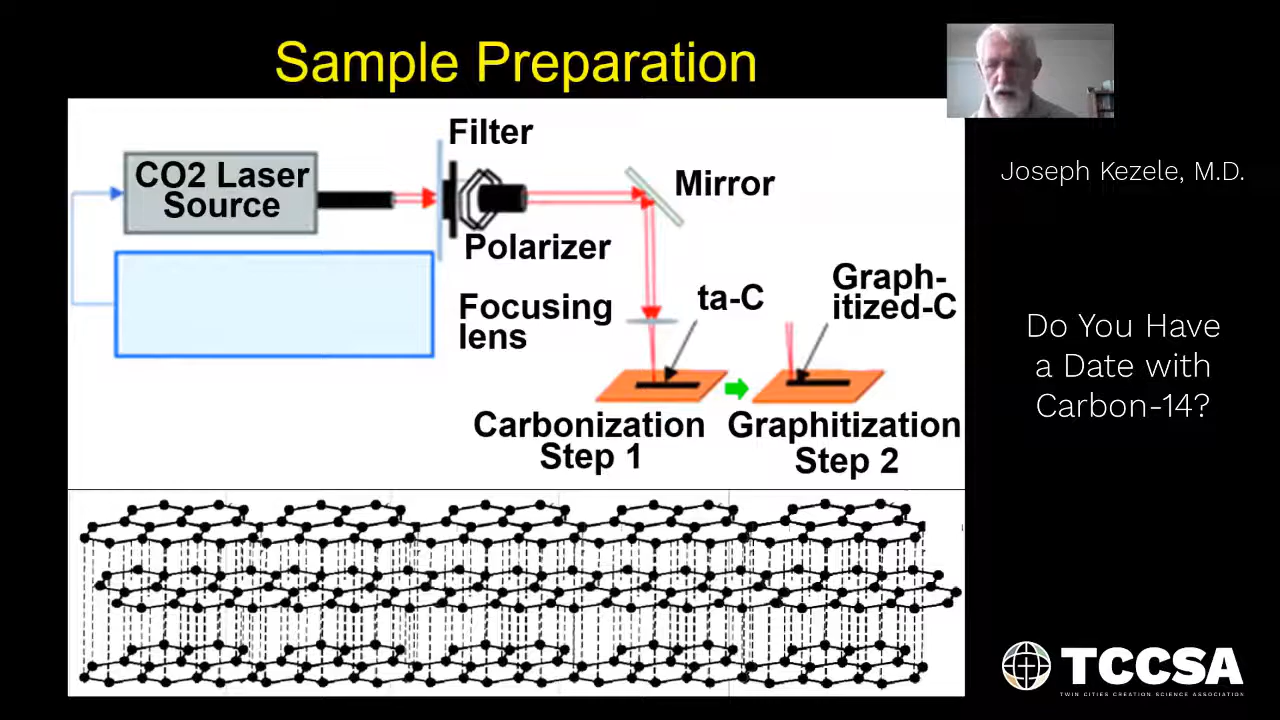 Sample Preparation
CO2 Laser
Source
Filter
Polarizer
Mirror
Focusing
lens
ta-C
Graph-
itized-C
Carbonization
Step 1
Graphitization
Step 2
Joseph Kezele, M.D.
Do You Have
a Date with
Carbon-14?
TCCSA
TWIN CITIES CREATION SCIENCE ASSOCIATION